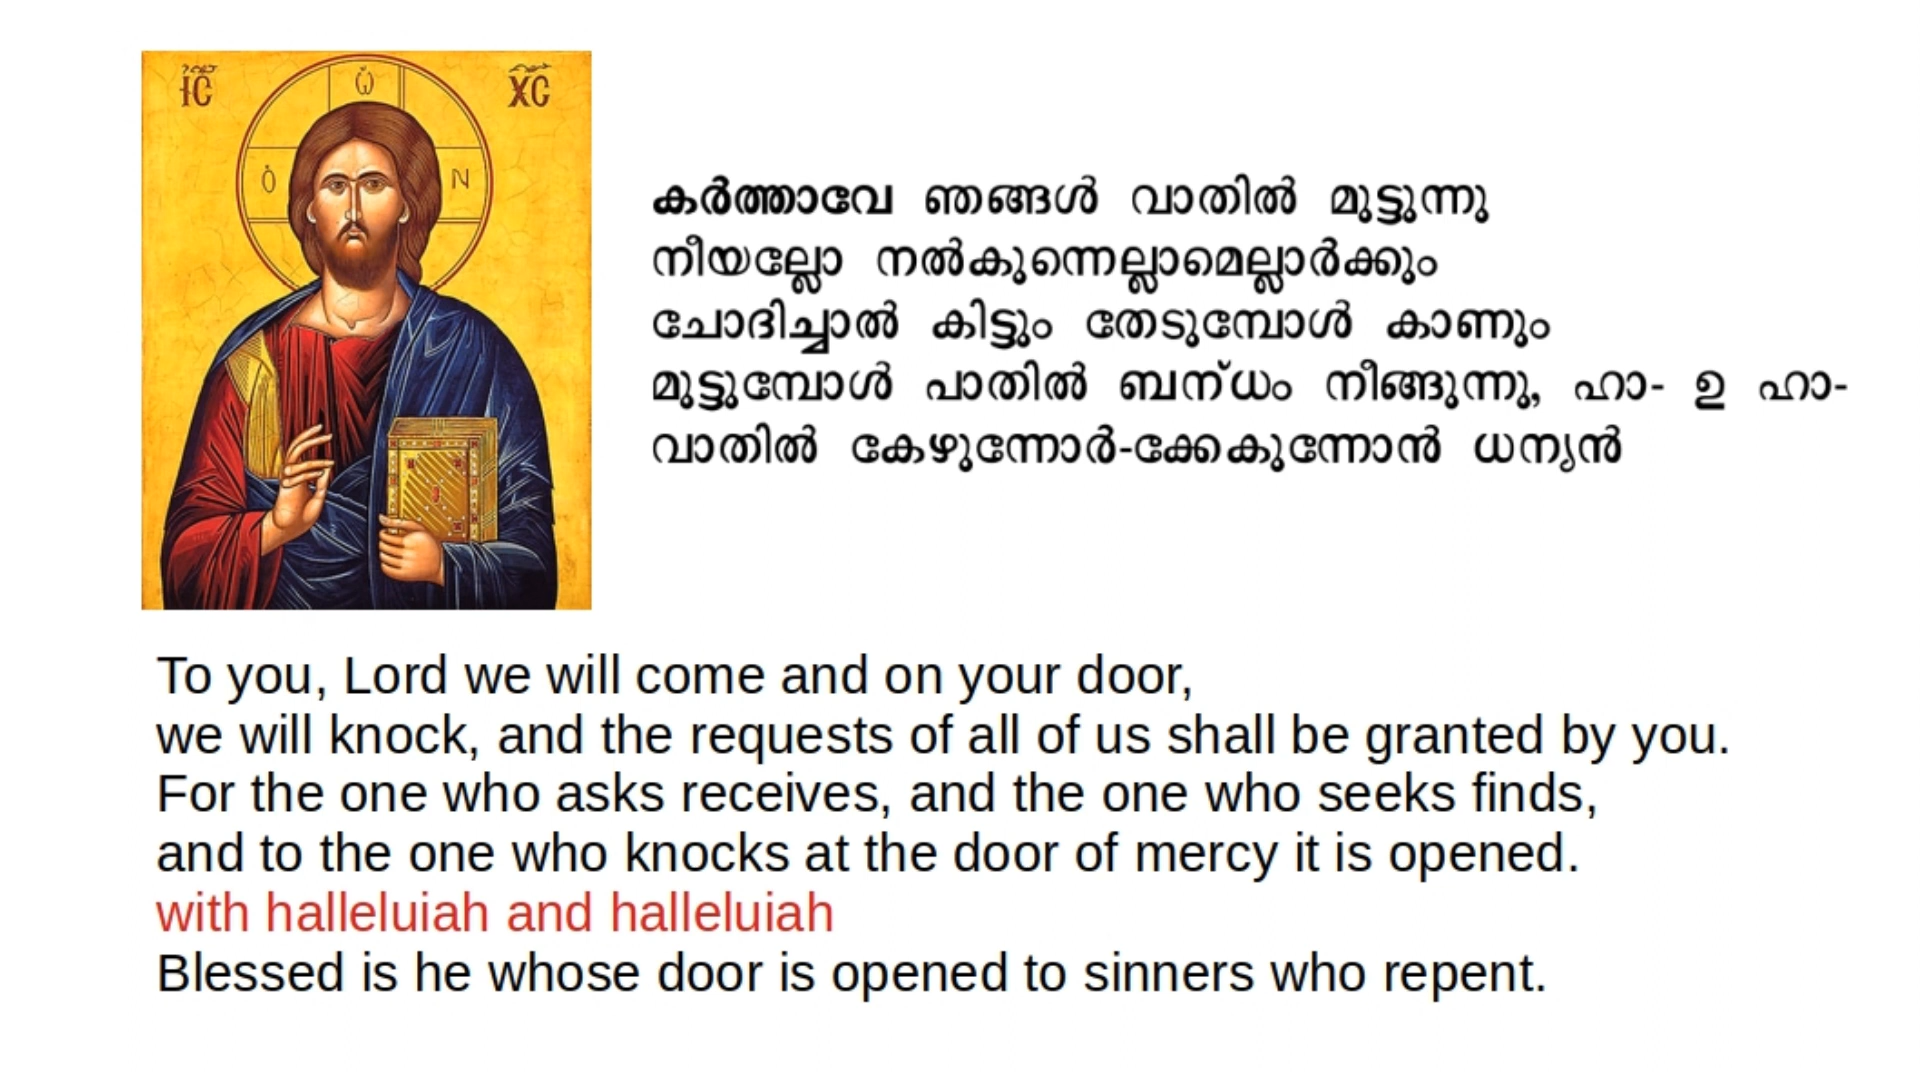 ΙC
ΧC
Ὁ Ὢ Ν
കർത്താവേ ഞങ്ങൾ വാതിൽ മുട്ടുന്നു
നീയല്ലോ നൽകുന്നെല്ലാമെല്ലാർക്കും
ചോദിച്ചാൽ കിട്ടും തേടുമ്പോൾ കാണും
മുട്ടുമ്പോൾ പാതിൽ ബന്ധം നീങ്ങുന്നു, ഹാ- ഉ ഹാ-
വാതിൽ കേഴുന്നോർ-ക്കേകുന്നോൻ ധന്യൻ
To you, Lord we will come and on your door,
we will knock, and the requests of all of us shall be granted by you.
For the one who asks receives, and the one who seeks finds,
and to the one who knocks at the door of mercy it is opened.
with halleluiah and halleluiah
Blessed is he whose door is opened to sinners who repent.